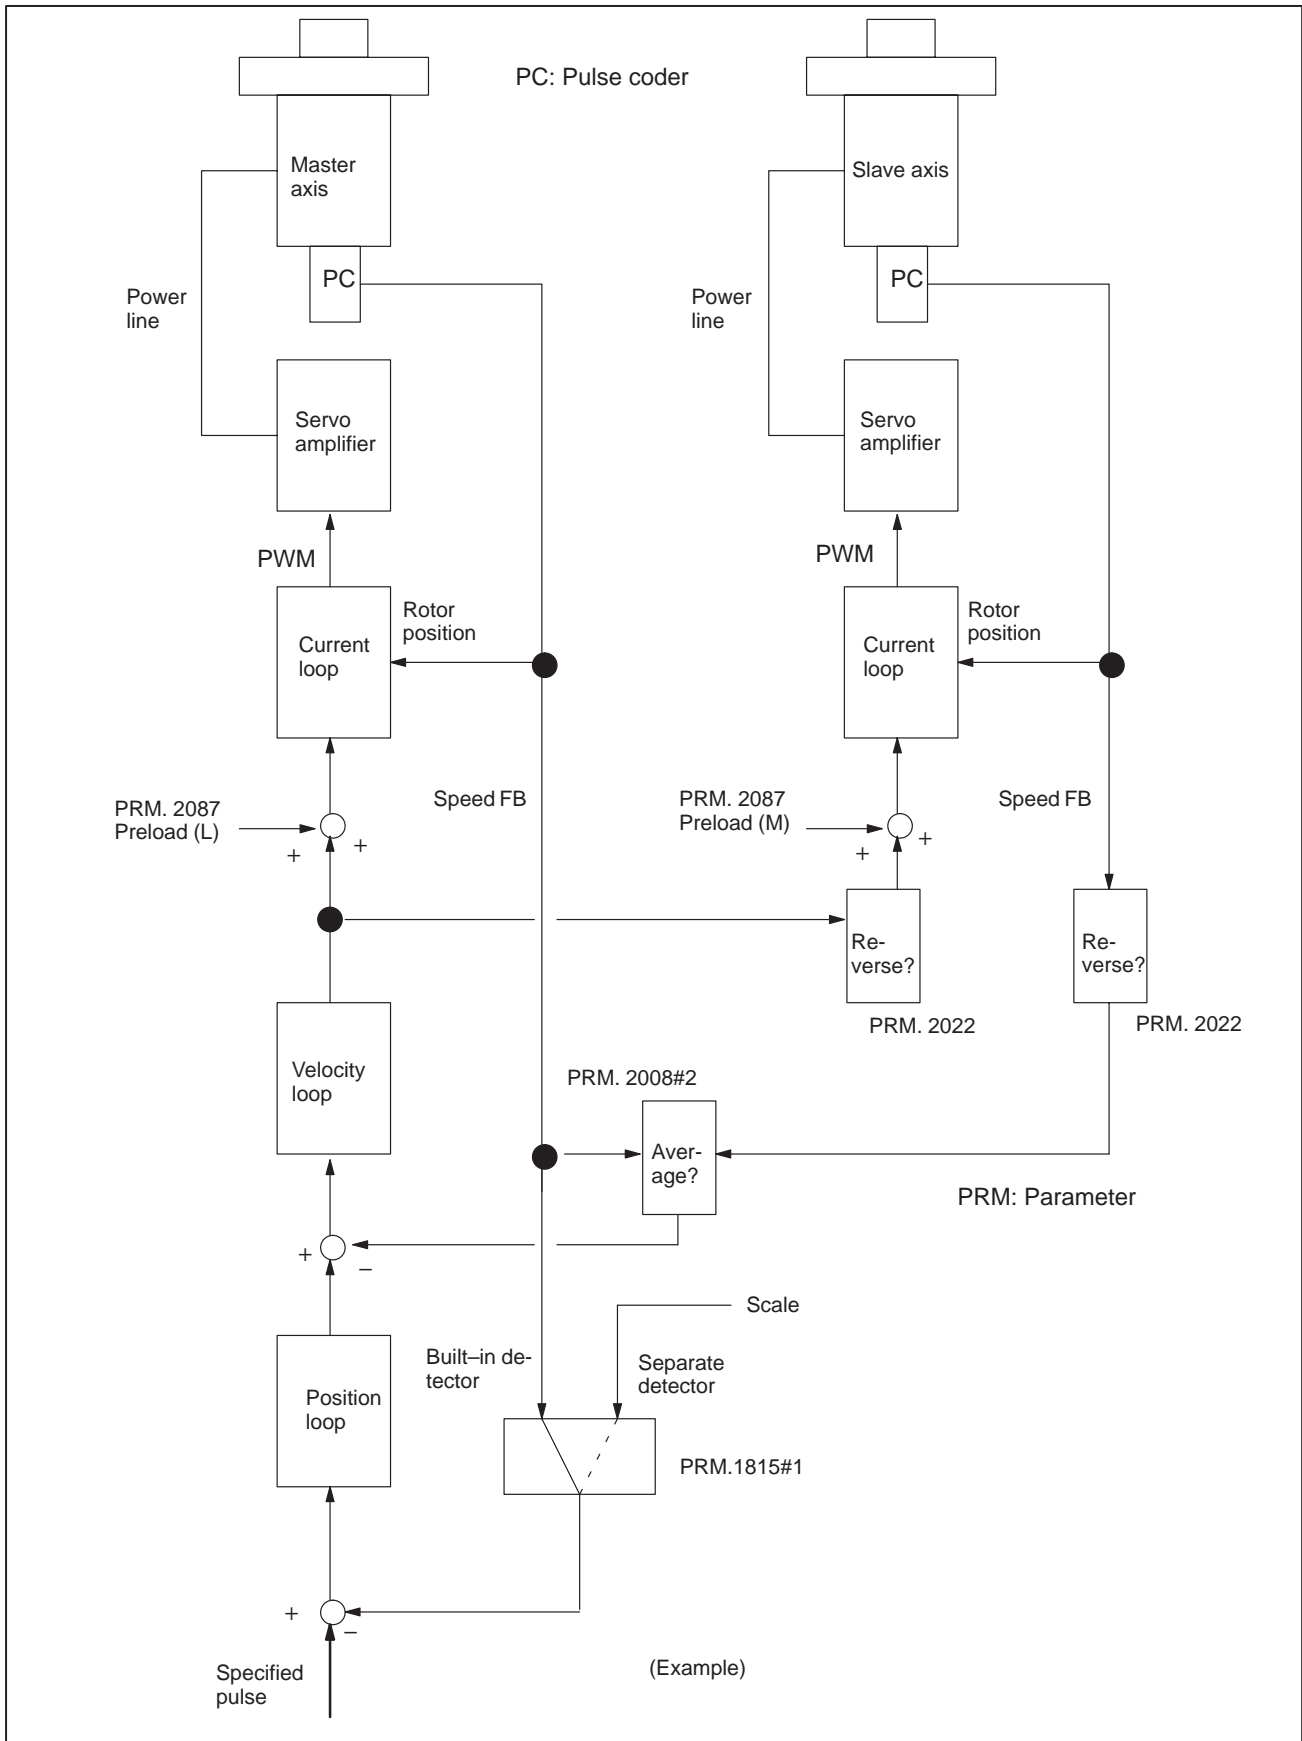 PC: Pulse coder
Master
axis
Slave axis
PC
PC
Power
line
Power
line
Servo
amplifier
Servo
amplifier
PWM
PWM
Rotor
position
Rotor
position
Current
loop
Current
loop
Speed FB
Speed FB
PRM. 2087
Preload (L)
PRM. 2087
Preload (M)
+
+
+
+
Re-
verse?
Re-
verse?
PRM. 2022
PRM. 2022
Velocity
loop
PRM. 2008#2
Aver-
age?
PRM: Parameter
+
–
Scale
Built–in de-
tector
Separate
detector
Position
loop
PRM.1815#1
+
–
Specified
pulse
(Example)